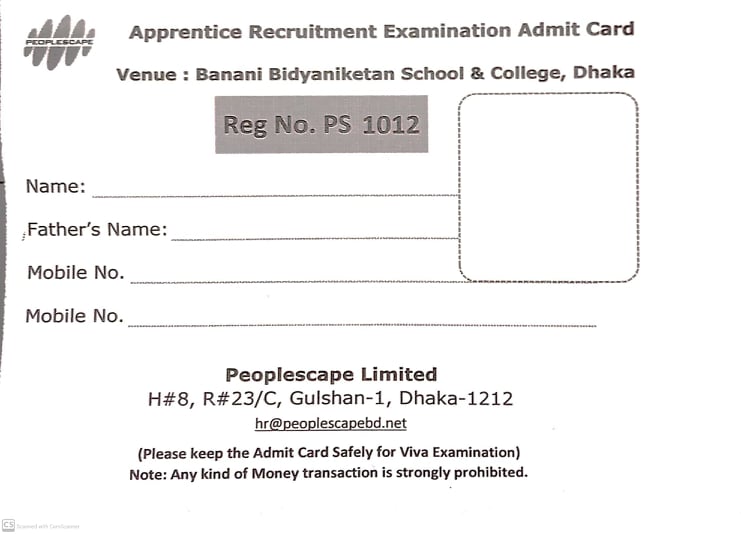 PEOPLESCAPE
Apprentice Recruitment Examination Admit Card
Venue : Banani Bidyaniketan School & College, Dhaka
Reg No. PS 1012
Name:
Father's Name:
Mobile No.
Mobile No.
Peoplescape Limited
H#8, R#23/C, Gulshan-1, Dhaka-1212
hr@peoplescapebd.net
(Please keep the Admit Card Safely for Viva Examination)
Note: Any kind of Money transaction is strongly prohibited.
CS Scanned with CamScanner